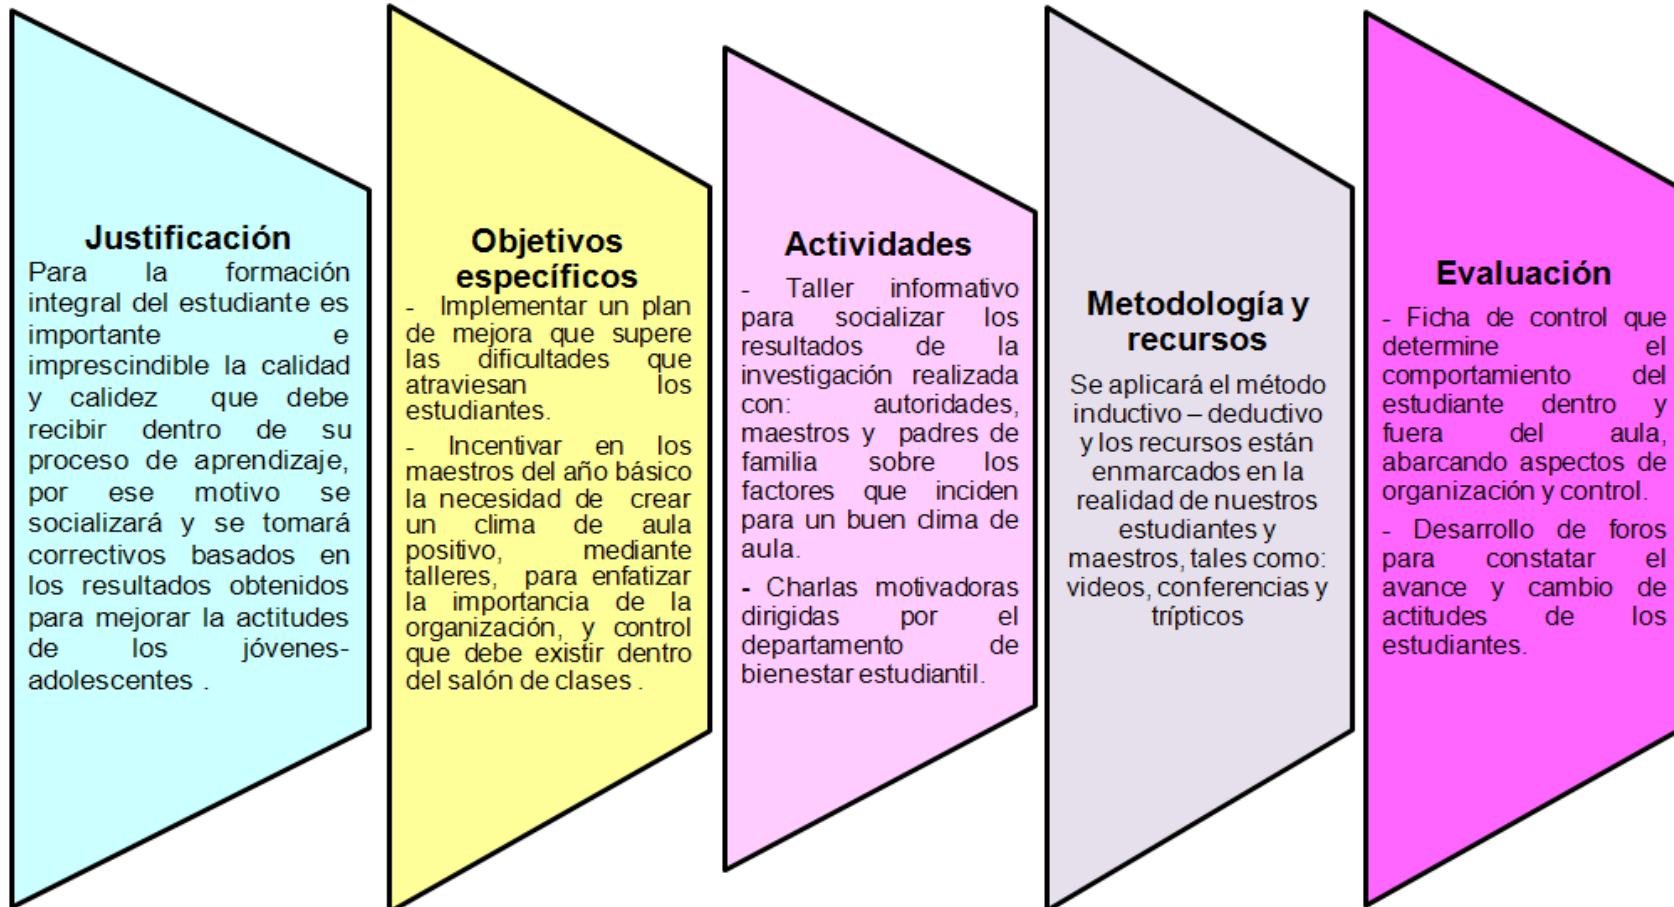 Justificación
Para la formación
integral del estudiante es
importante e
imprescindible la calidad
y calidez que debe
recibir dentro de su
proceso de aprendizaje,
por ese motivo se
socializará y se tomará
correctivos basados en
los resultados obtenidos
para mejorar la actitudes
de los jóvenes-
adolescentes .
Objetivos
específicos
- Implementar un plan
de mejora que supere
las dificultades que
atraviesan los
estudiantes.
- Incentivar en los
maestros del año básico
la necesidad de crear
un clima de aula
positivo, mediante
talleres, para enfatizar
la importancia de la
organización, y control
que debe existir dentro
del salón de clases .
Actividades
- Taller informativo
para socializar los
resultados de la
investigación realizada
con: autoridades,
maestros y padres de
familia sobre los
factores que inciden
para un buen clima de
aula.
- Charlas motivadoras
dirigidas por el
departamento de
bienestar estudiantil.
Metodología y
recursos
Se aplicará el método
inductivo – deductivo
y los recursos están
enmarcados en la
realidad de nuestros
estudiantes y
maestros, tales como:
videos, conferencias y
trípticos
Evaluación
- Ficha de control que
determine el
comportamiento del
estudiante dentro y
fuera del aula,
abarcando aspectos de
organización y control.
- Desarrollo de foros
para constatar el
avance y cambio de
actitudes de los
estudiantes.